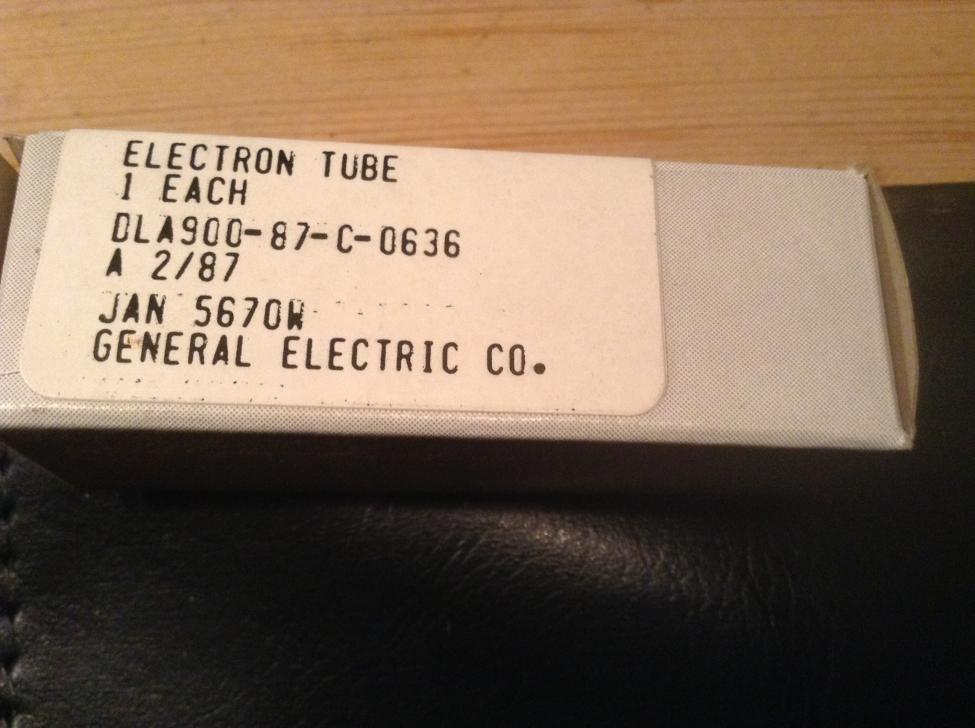 ELECTRON TUBE
1 EACH
DLA900-87-C-0636
A 2/87
JAN 5670W
GENERAL ELECTRIC CO.